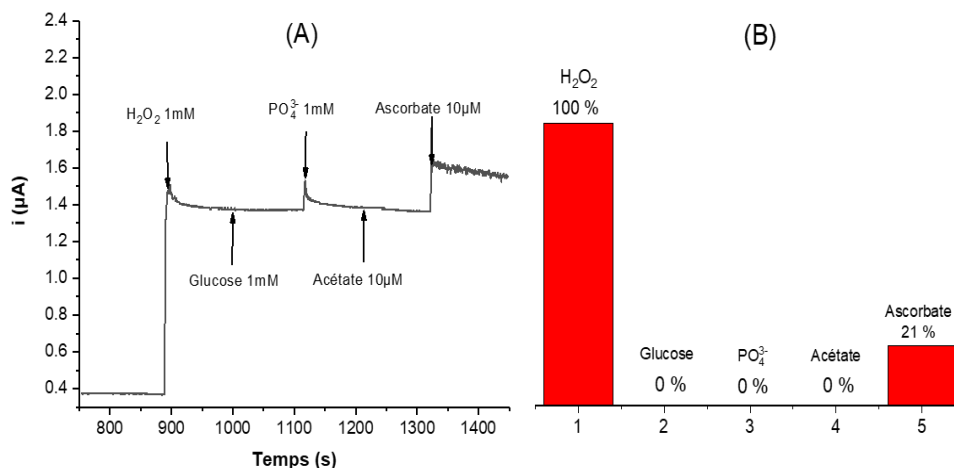 (A)
(B)
2.4
2.2
2.0
1.8
1.6
1.4
1.2
1.0
0.8
0.6
0.4
i (µA)
H₂O₂ 1mM
PO₄³⁻ 1mM
Ascorbate 10µM
Glucose 1mM
Acétate 10µM
800 900 1000 1100 1200 1300 1400
Temps (s)
H₂O₂
100 %
Glucose
0 %
PO₄³⁻
0 %
Acétate
0 %
Ascorbate
21 %
1 2 3 4 5